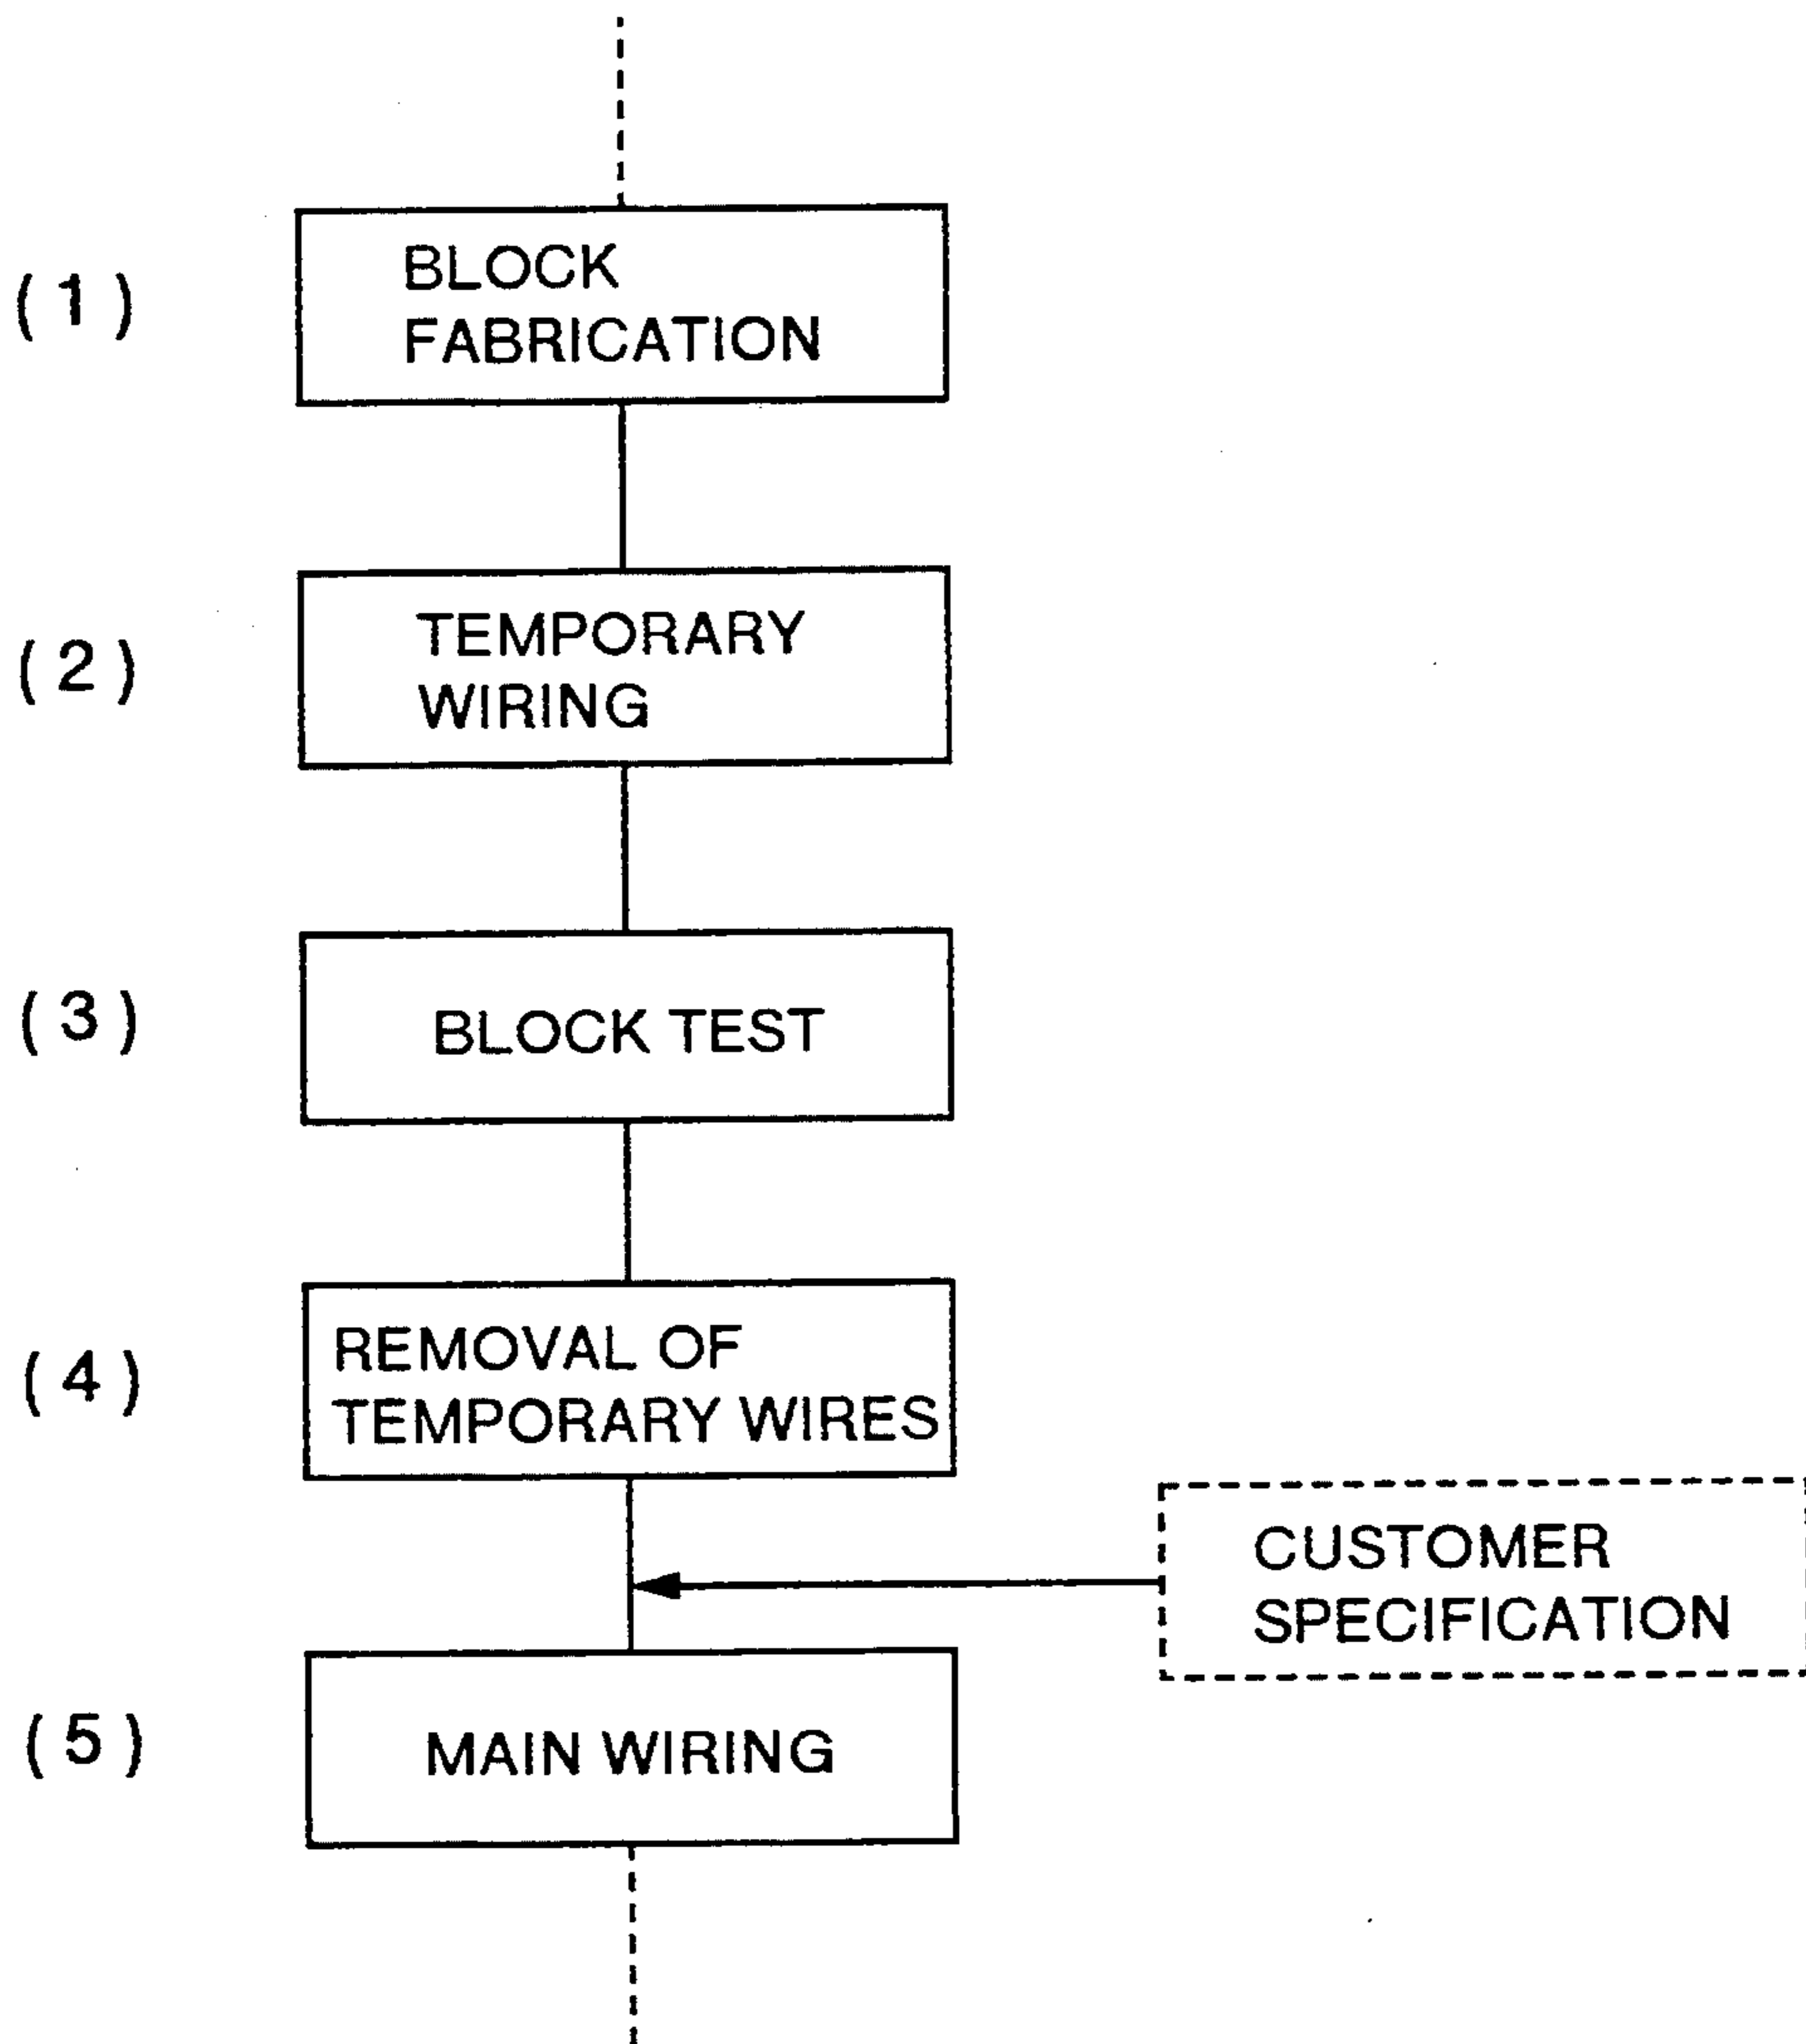 (1)
BLOCK
FABRICATION
(2)
TEMPORARY
WIRING
(3)
BLOCK TEST
(4)
REMOVAL OF
TEMPORARY WIRES
CUSTOMER
SPECIFICATION
(5)
MAIN WIRING